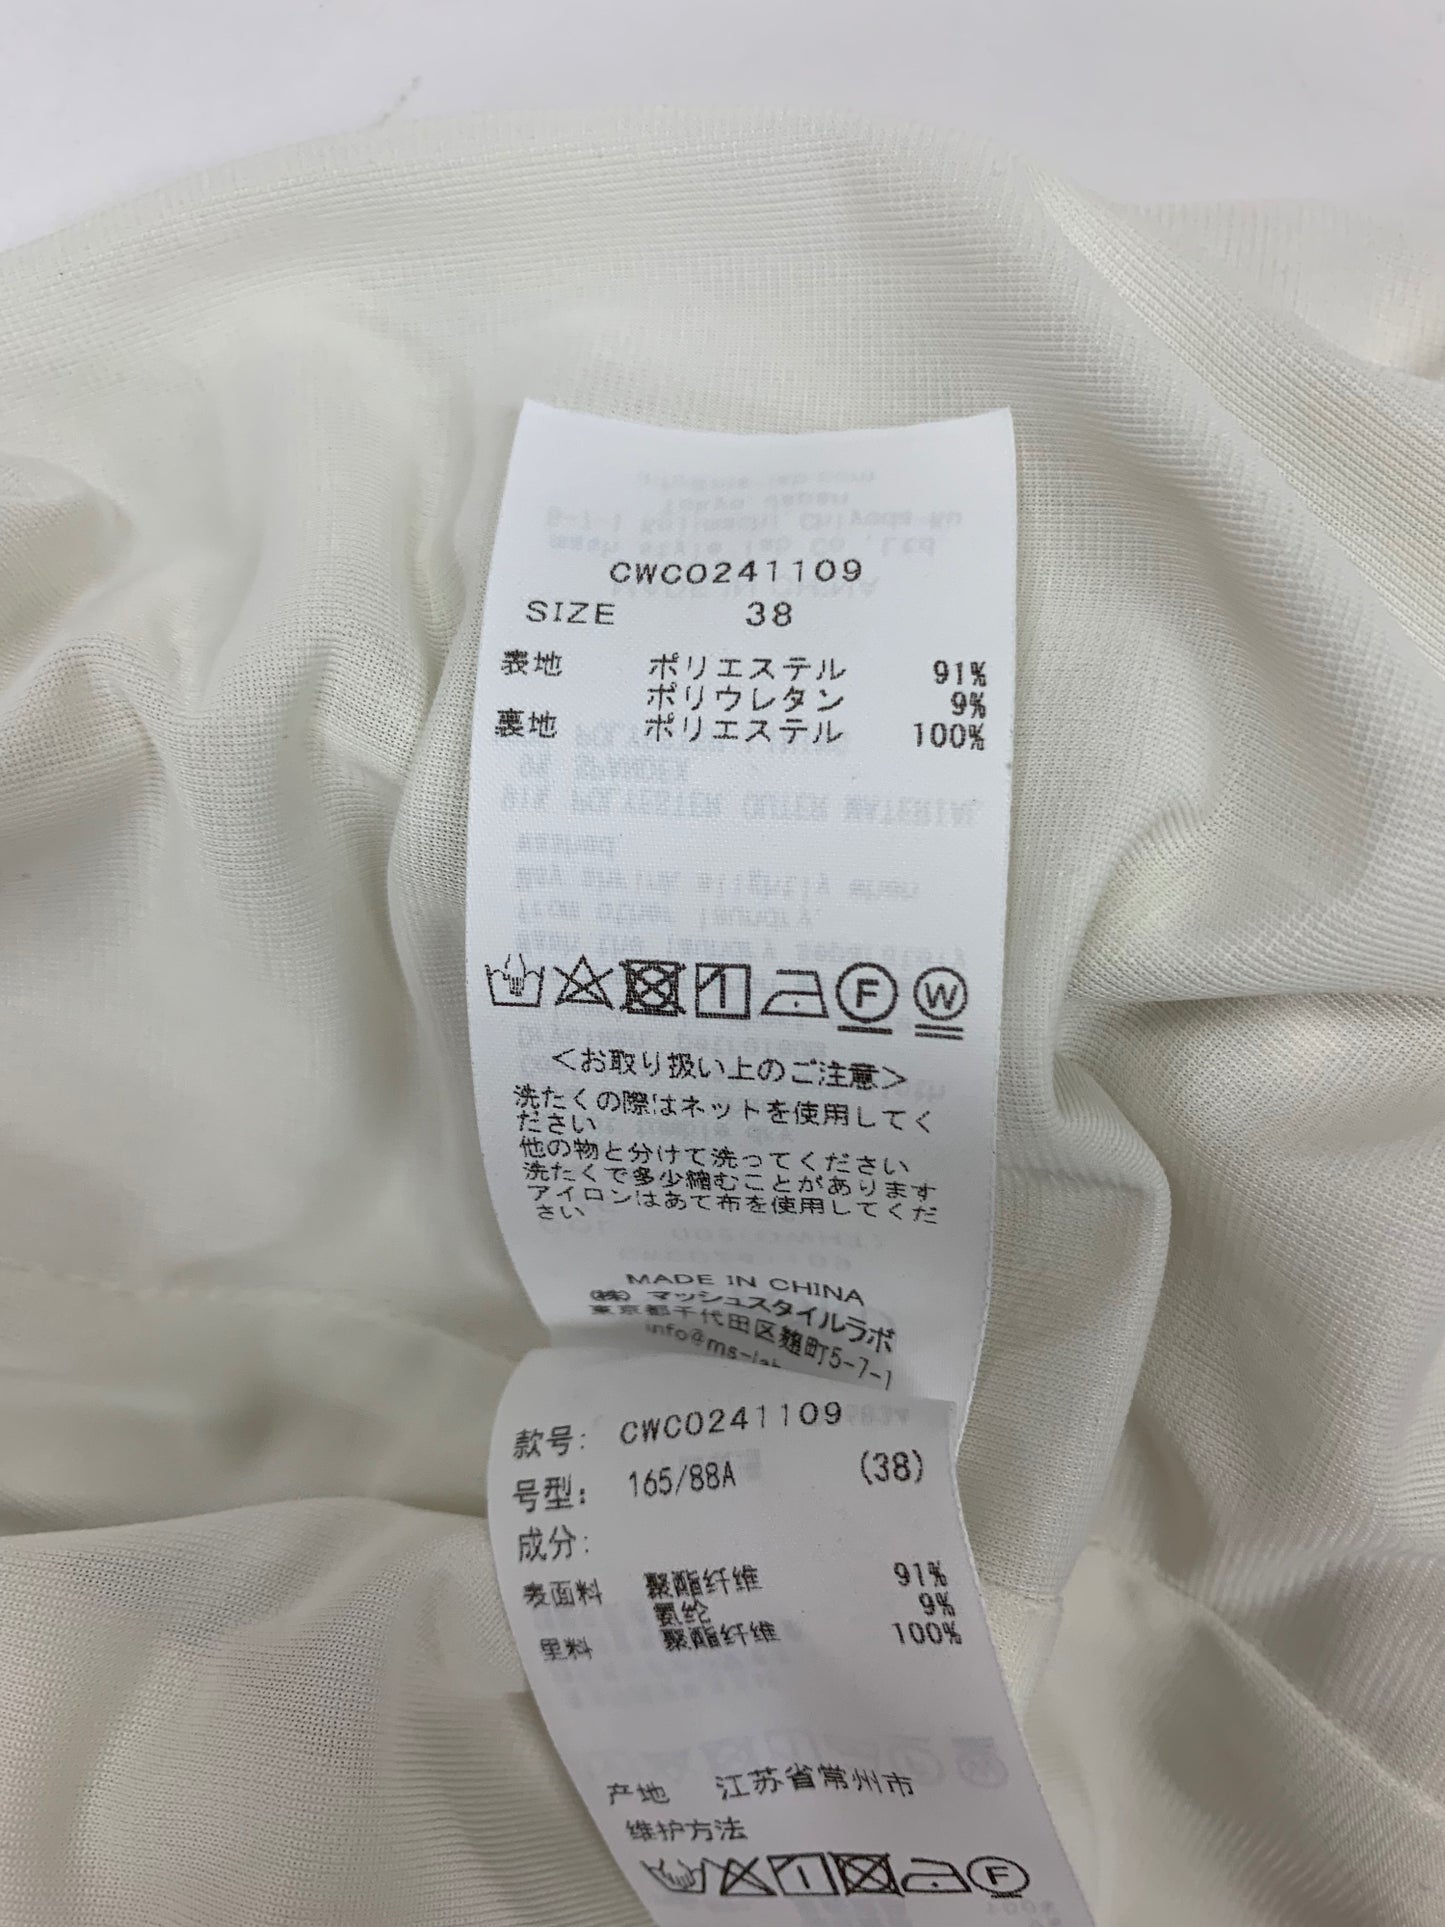 CWCO241109
SIZE 38
表地 ポリエステル 91%
ポリウレタン 9%
裏地 ポリエステル 100%
F W
<お取り扱い上のご注意>
洗たくの際はネットを使用してく
ださい
他の物と分けて洗ってください
洗たくで多少縮むことがあります
アイロンはあて布を使用してくだ
さい
MADE IN CHINA
㈱マッシュスタイルラボ
東京都千代田区麹町5-7-1
info@ms-lab
款号: CWCO241109
号型: 165/88A (38)
成分:
表面料 聚酯纤维 91%
氨纶 9%
里料 聚酯纤维 100%
产地 江苏省常州市
维护方法
F